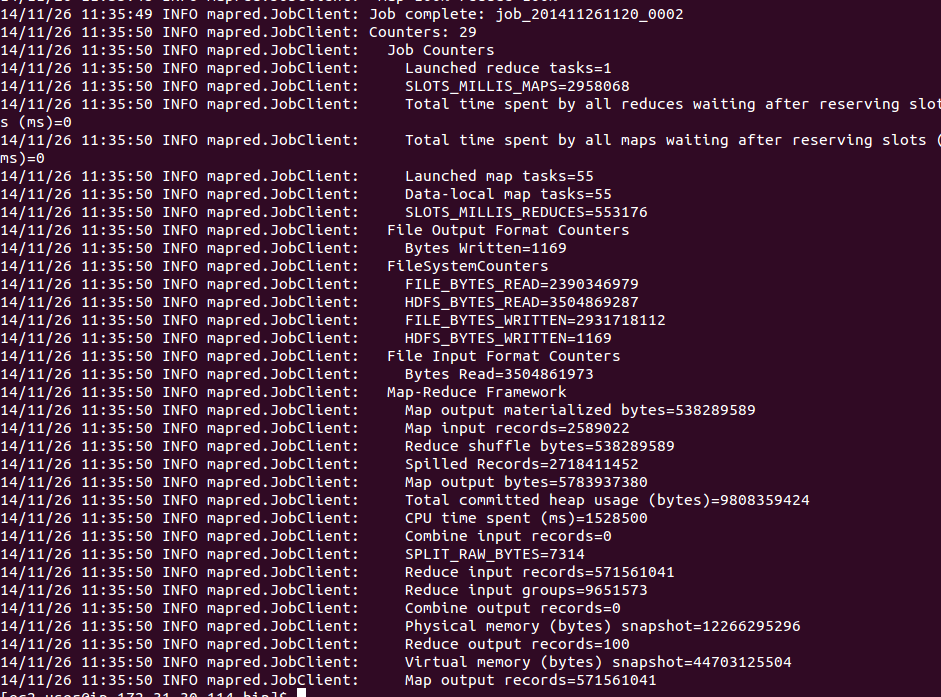 14/11/26 11:35:49 INFO mapred.JobClient: Job complete: job_201411261120_0002
14/11/26 11:35:50 INFO mapred.JobClient: Counters: 29
14/11/26 11:35:50 INFO mapred.JobClient:   Job Counters
14/11/26 11:35:50 INFO mapred.JobClient:     Launched reduce tasks=1
14/11/26 11:35:50 INFO mapred.JobClient:     SLOTS_MILLIS_MAPS=2958068
14/11/26 11:35:50 INFO mapred.JobClient:     Total time spent by all reduces waiting after reserving slot
s (ms)=0
14/11/26 11:35:50 INFO mapred.JobClient:     Total time spent by all maps waiting after reserving slots (
ms)=0
14/11/26 11:35:50 INFO mapred.JobClient:     Launched map tasks=55
14/11/26 11:35:50 INFO mapred.JobClient:     Data-local map tasks=55
14/11/26 11:35:50 INFO mapred.JobClient:     SLOTS_MILLIS_REDUCES=553176
14/11/26 11:35:50 INFO mapred.JobClient:   File Output Format Counters
14/11/26 11:35:50 INFO mapred.JobClient:     Bytes Written=1169
14/11/26 11:35:50 INFO mapred.JobClient:   FileSystemCounters
14/11/26 11:35:50 INFO mapred.JobClient:     FILE_BYTES_READ=2390346979
14/11/26 11:35:50 INFO mapred.JobClient:     HDFS_BYTES_READ=3504869287
14/11/26 11:35:50 INFO mapred.JobClient:     FILE_BYTES_WRITTEN=2931718112
14/11/26 11:35:50 INFO mapred.JobClient:     HDFS_BYTES_WRITTEN=1169
14/11/26 11:35:50 INFO mapred.JobClient:   File Input Format Counters
14/11/26 11:35:50 INFO mapred.JobClient:     Bytes Read=3504861973
14/11/26 11:35:50 INFO mapred.JobClient:   Map-Reduce Framework
14/11/26 11:35:50 INFO mapred.JobClient:     Map output materialized bytes=538289589
14/11/26 11:35:50 INFO mapred.JobClient:     Map input records=2589022
14/11/26 11:35:50 INFO mapred.JobClient:     Reduce shuffle bytes=538289589
14/11/26 11:35:50 INFO mapred.JobClient:     Spilled Records=2718411452
14/11/26 11:35:50 INFO mapred.JobClient:     Map output bytes=5783937380
14/11/26 11:35:50 INFO mapred.JobClient:     Total committed heap usage (bytes)=9808359424
14/11/26 11:35:50 INFO mapred.JobClient:     CPU time spent (ms)=1528500
14/11/26 11:35:50 INFO mapred.JobClient:     Combine input records=0
14/11/26 11:35:50 INFO mapred.JobClient:     SPLIT_RAW_BYTES=7314
14/11/26 11:35:50 INFO mapred.JobClient:     Reduce input records=571561041
14/11/26 11:35:50 INFO mapred.JobClient:     Reduce input groups=9651573
14/11/26 11:35:50 INFO mapred.JobClient:     Combine output records=0
14/11/26 11:35:50 INFO mapred.JobClient:     Physical memory (bytes) snapshot=12266295296
14/11/26 11:35:50 INFO mapred.JobClient:     Reduce output records=100
14/11/26 11:35:50 INFO mapred.JobClient:     Virtual memory (bytes) snapshot=44703125504
14/11/26 11:35:50 INFO mapred.JobClient:     Map output records=571561041
[ec2-user@ip-172-31-30-114 bin]$